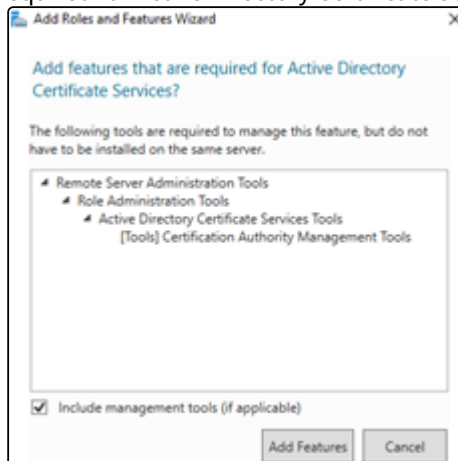 Add Roles and Features Wizard
Add features that are required for Active Directory
Certificate Services?
The following tools are required to manage this feature, but do not
have to be installed on the same server.
Remote Server Administration Tools
Role Administration Tools
Active Directory Certificate Services Tools
[Tools] Certification Authority Management Tools
Include management tools (if applicable)
Add Features
Cancel